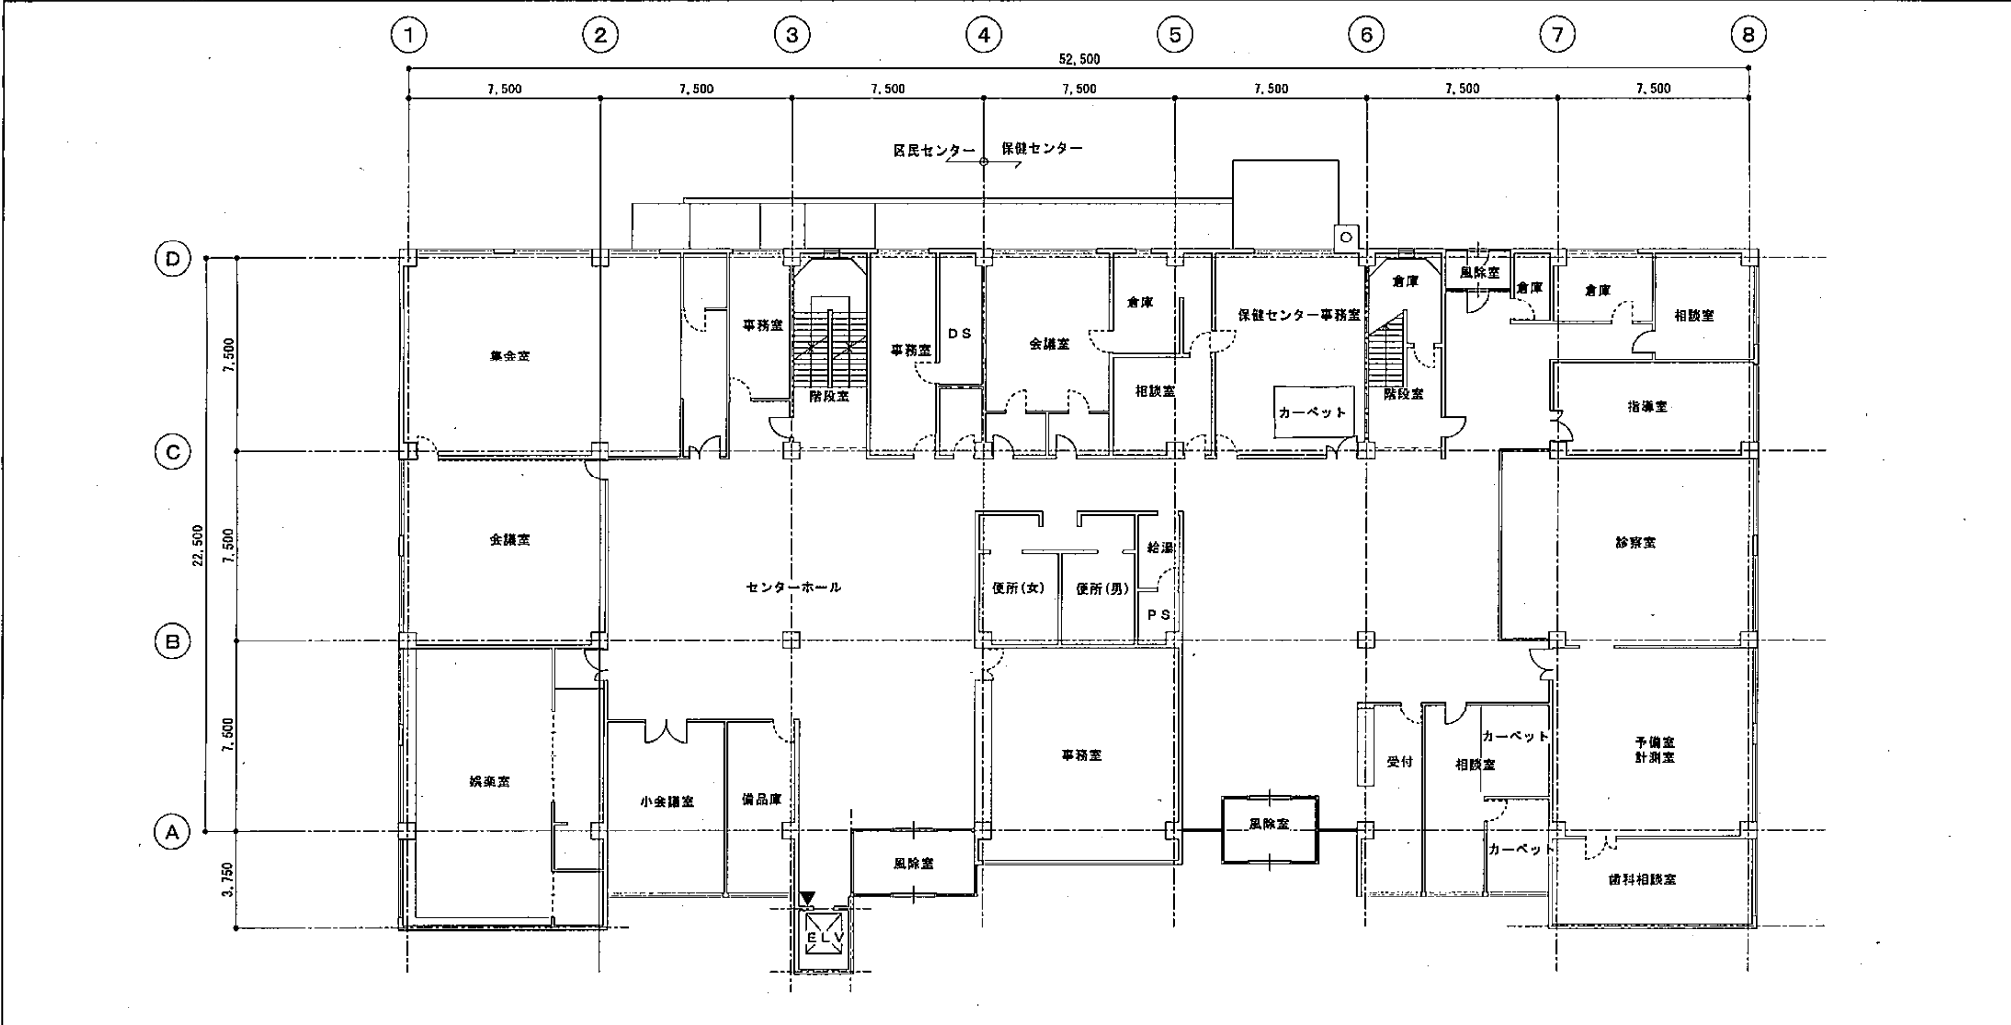 1 2 3 4 5 6 7 8
52,500
7,500 7,500 7,500 7,500 7,500 7,500 7,500
区民センター 保健センター
D
C
B
A
22,500
7,500
7,500
7,500
3,750
集会室
事務室
階段室
事務室
DS
会議室
倉庫
相談室
保健センター事務室
カーペット
倉庫
階段室
風除室
倉庫
倉庫
相談室
指導室
会議室
センターホール
便所(女)
便所(男)
給湯
PS
診察室
娯楽室
小会議室
備品庫
風除室
ELV
事務室
風除室
受付
相談室
カーペット
カーペット
予備室
計測室
歯科相談室